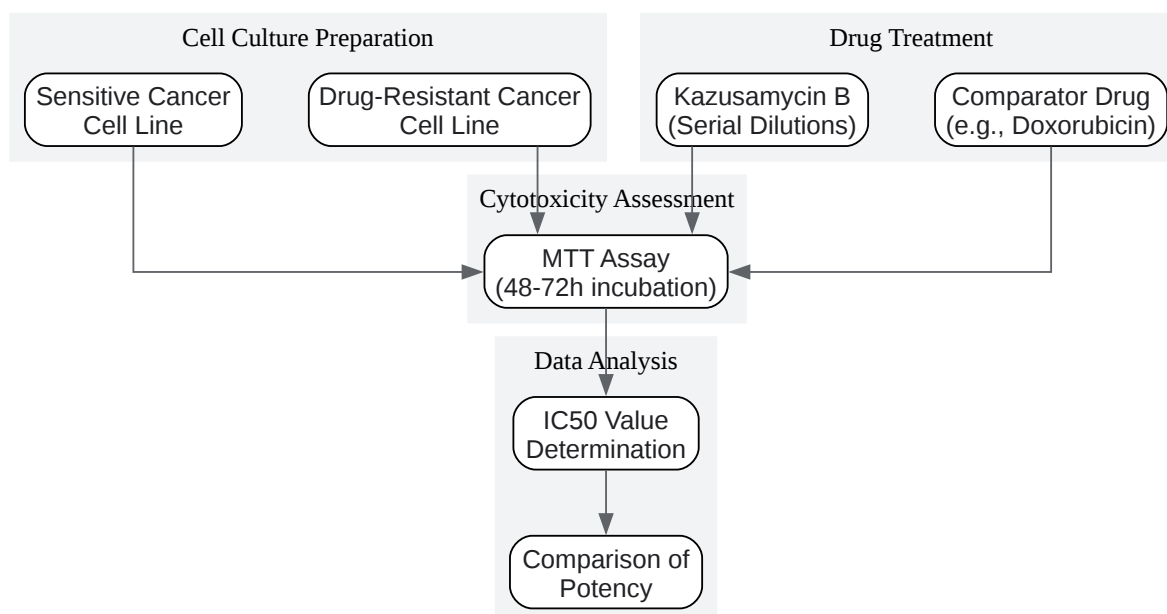 Cell Culture Preparation
Drug Treatment
Sensitive Cancer
Cell Line
Drug-Resistant Cancer
Cell Line
Kazusamycin B
(Serial Dilutions)
Comparator Drug
(e.g., Doxorubicin)
Cytotoxicity Assessment
MTT Assay
(48-72h incubation)
Data Analysis
IC50 Value
Determination
Comparison of
Potency